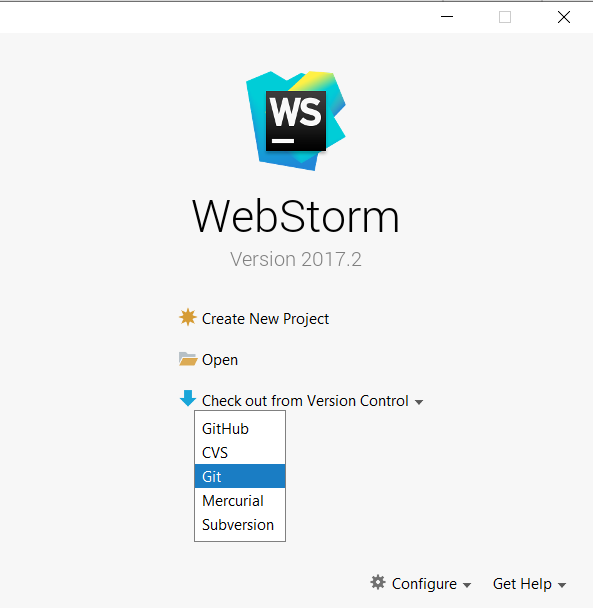 WS
WebStorm
Version 2017.2
Create New Project
Open
Check out from Version Control
GitHub
CVS
Git
Mercurial
Subversion
Configure Get Help